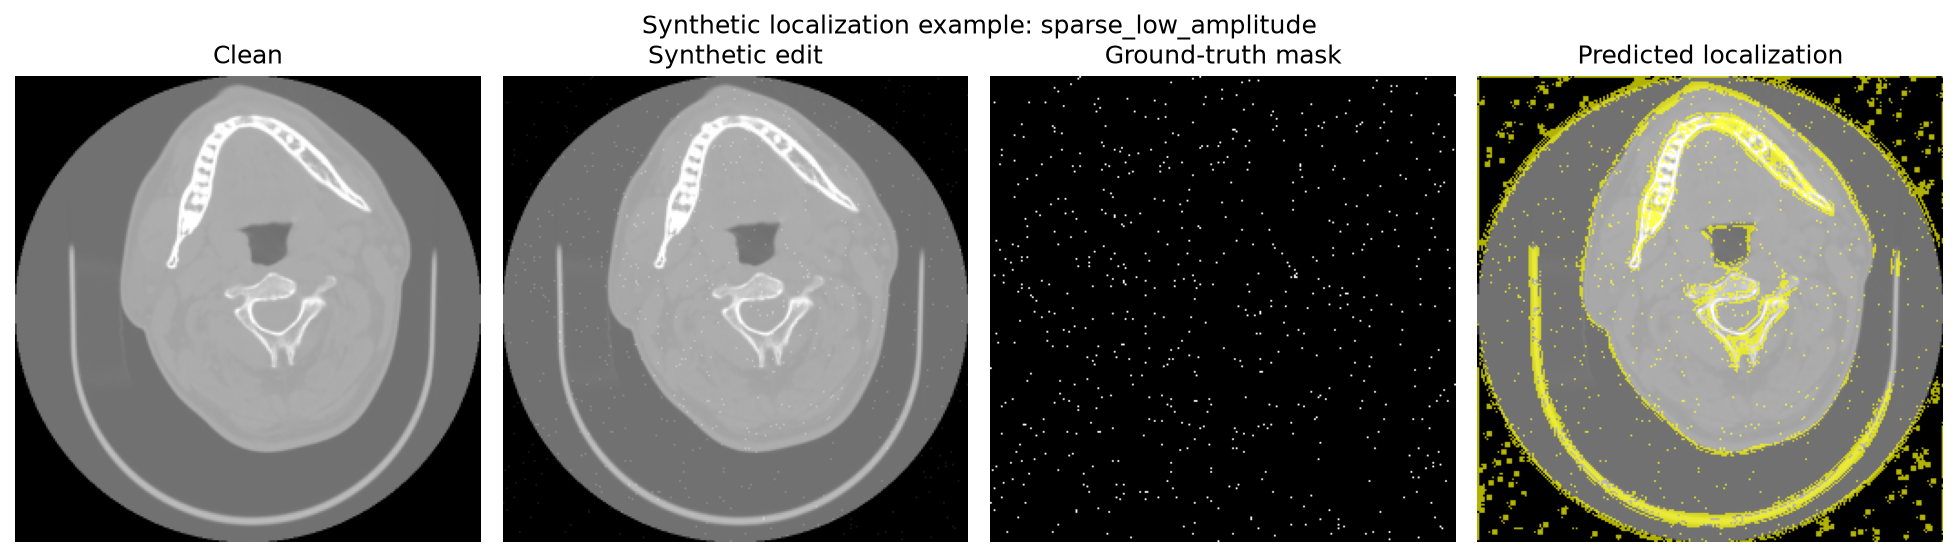 Synthetic localization example: sparse_low_amplitude
Clean
Synthetic edit
Ground-truth mask
Predicted localization